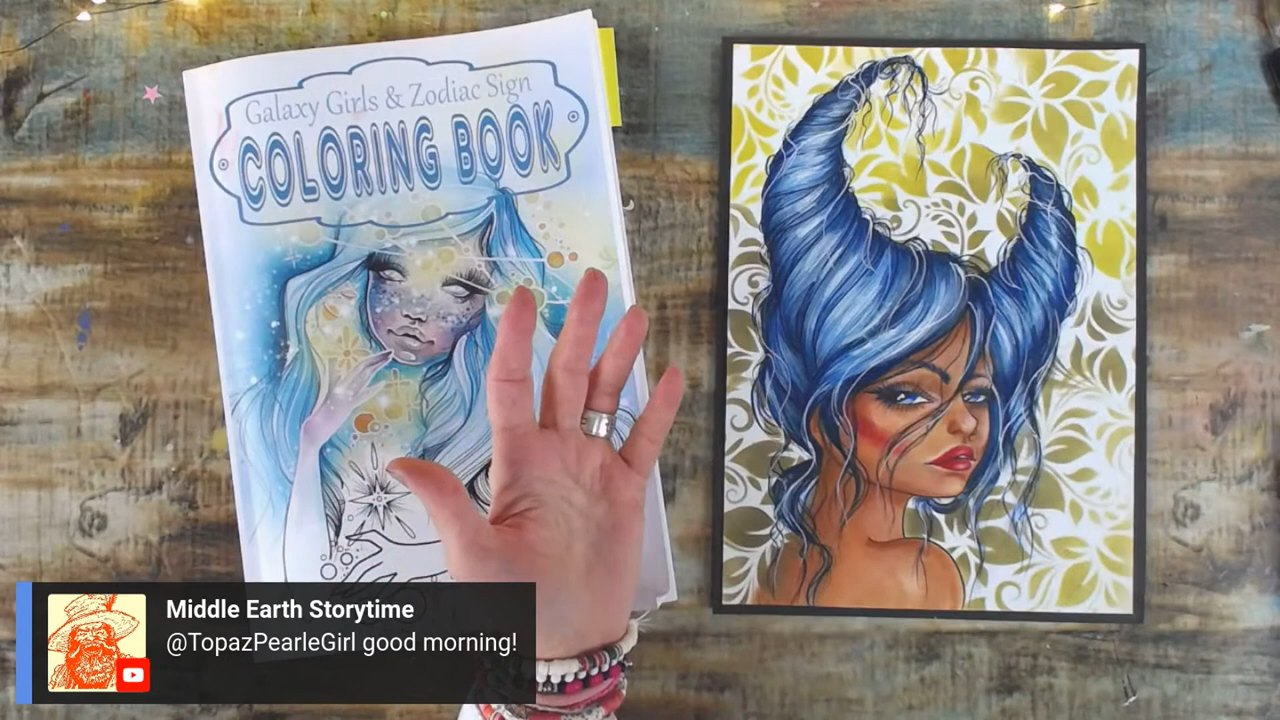 Galaxy Girls & Zodiac Sign
COLORING BOOK
Middle Earth Storytime
@TopazPearleGirl good morning!